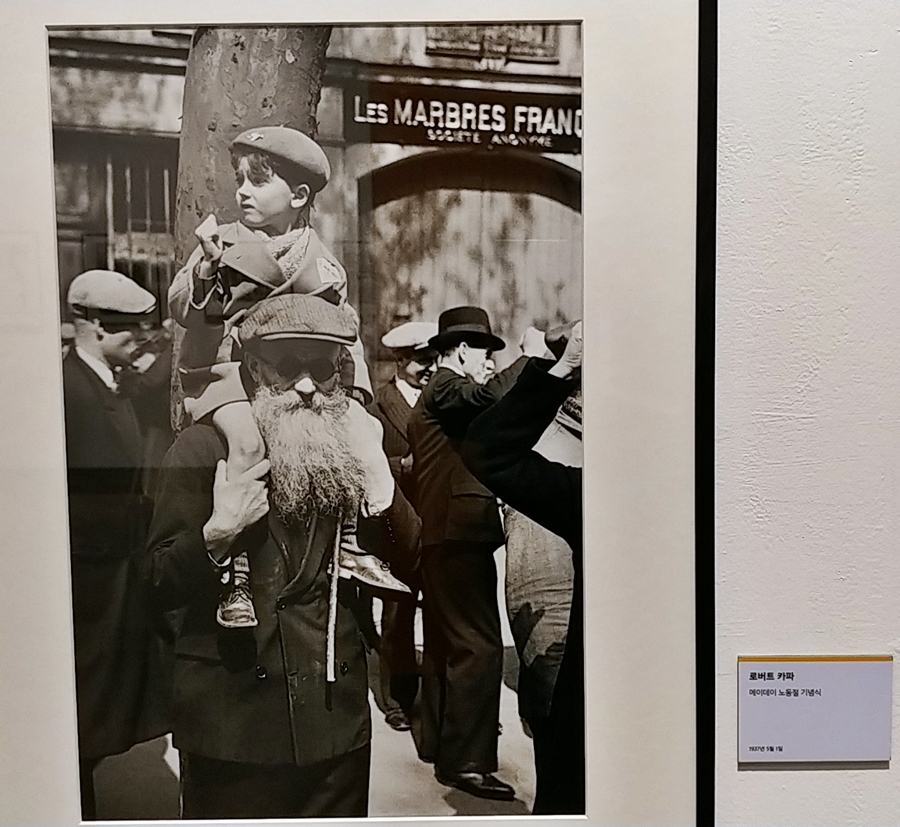 LES MARBRES FRANÇ
SOCIÉTÉ ANONYME
로버트 카파
메이데이 노동절 기념식
1937년 5월 1일